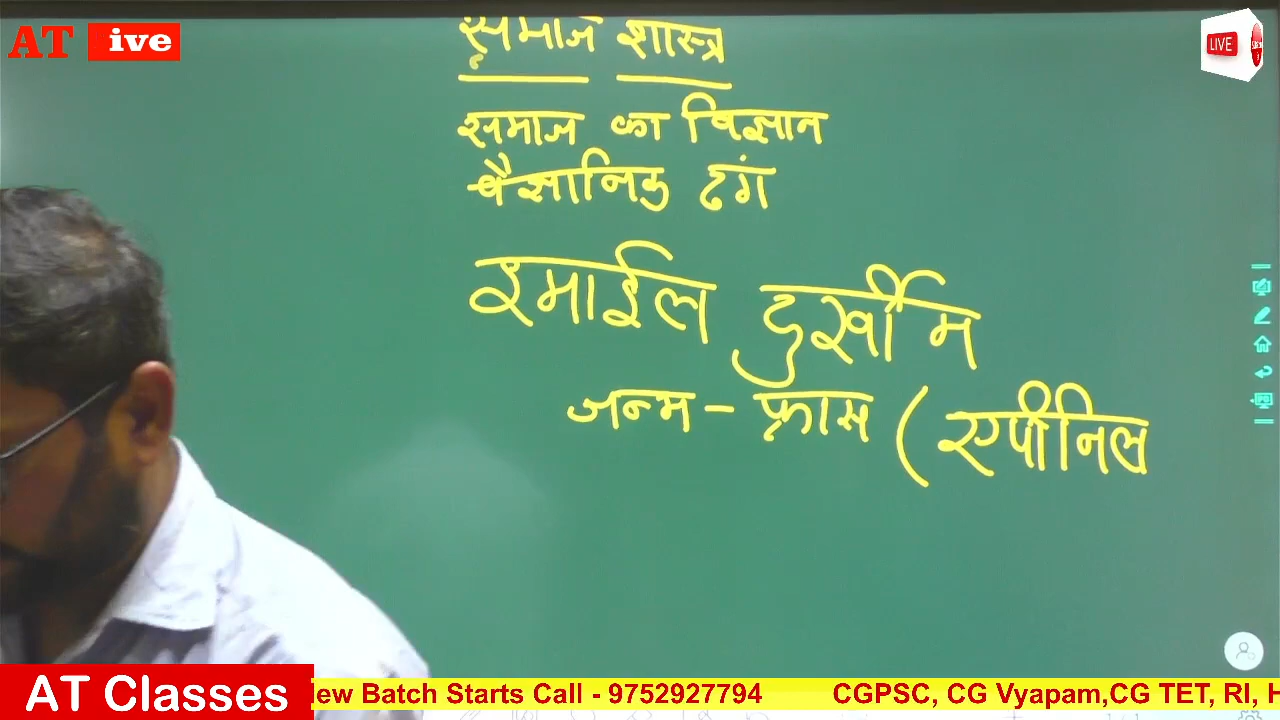 AT ive
LIVE
समाज शास्त्र
समाज का विज्ञान
वैज्ञानिक ढंग
इमाईल दुर्खीम
जन्म - फ्रास ( एपीनिल
AT Classes
ew Batch Starts Call - 9752927794 CGPSC, CG Vyapam,CG TET, RI, H